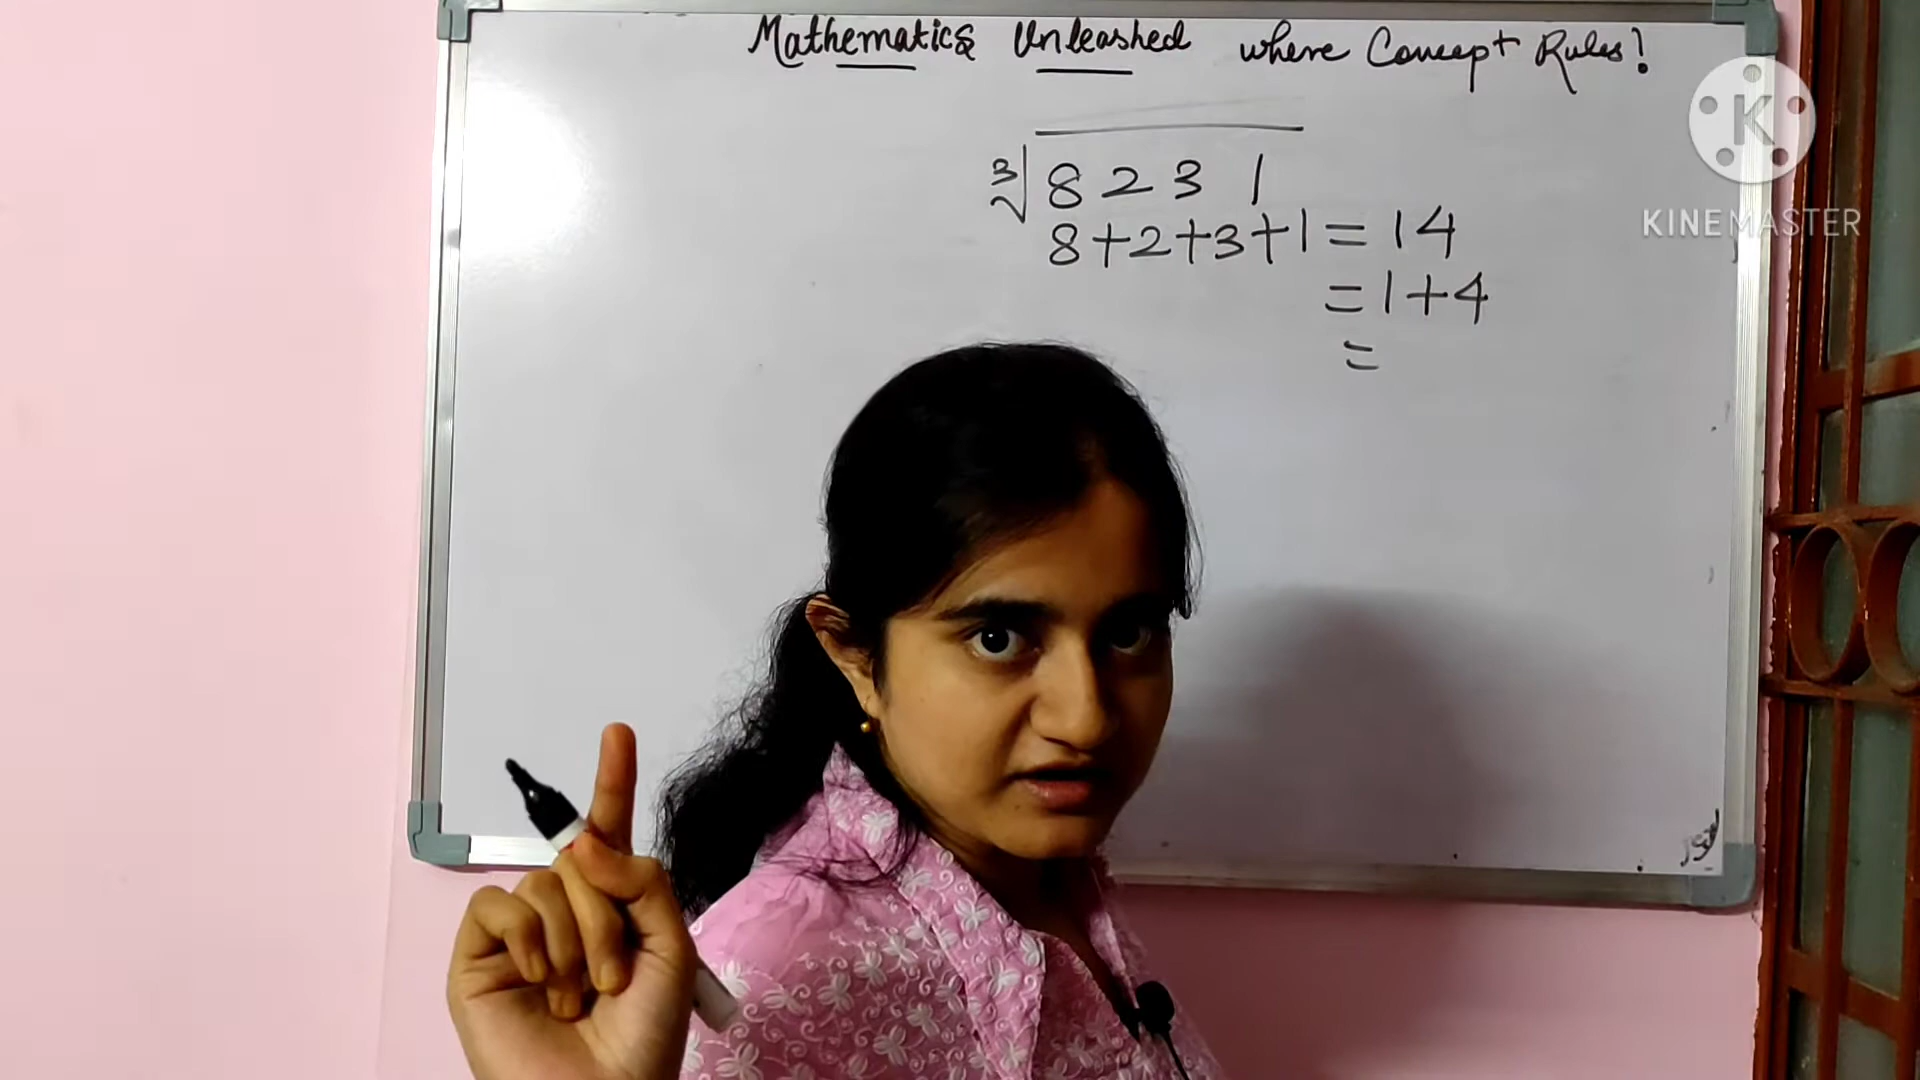 Mathematics Unleashed where Concept Rules!
∛8231
8+2+3+1=14
=1+4
=
K
KINEMASTER